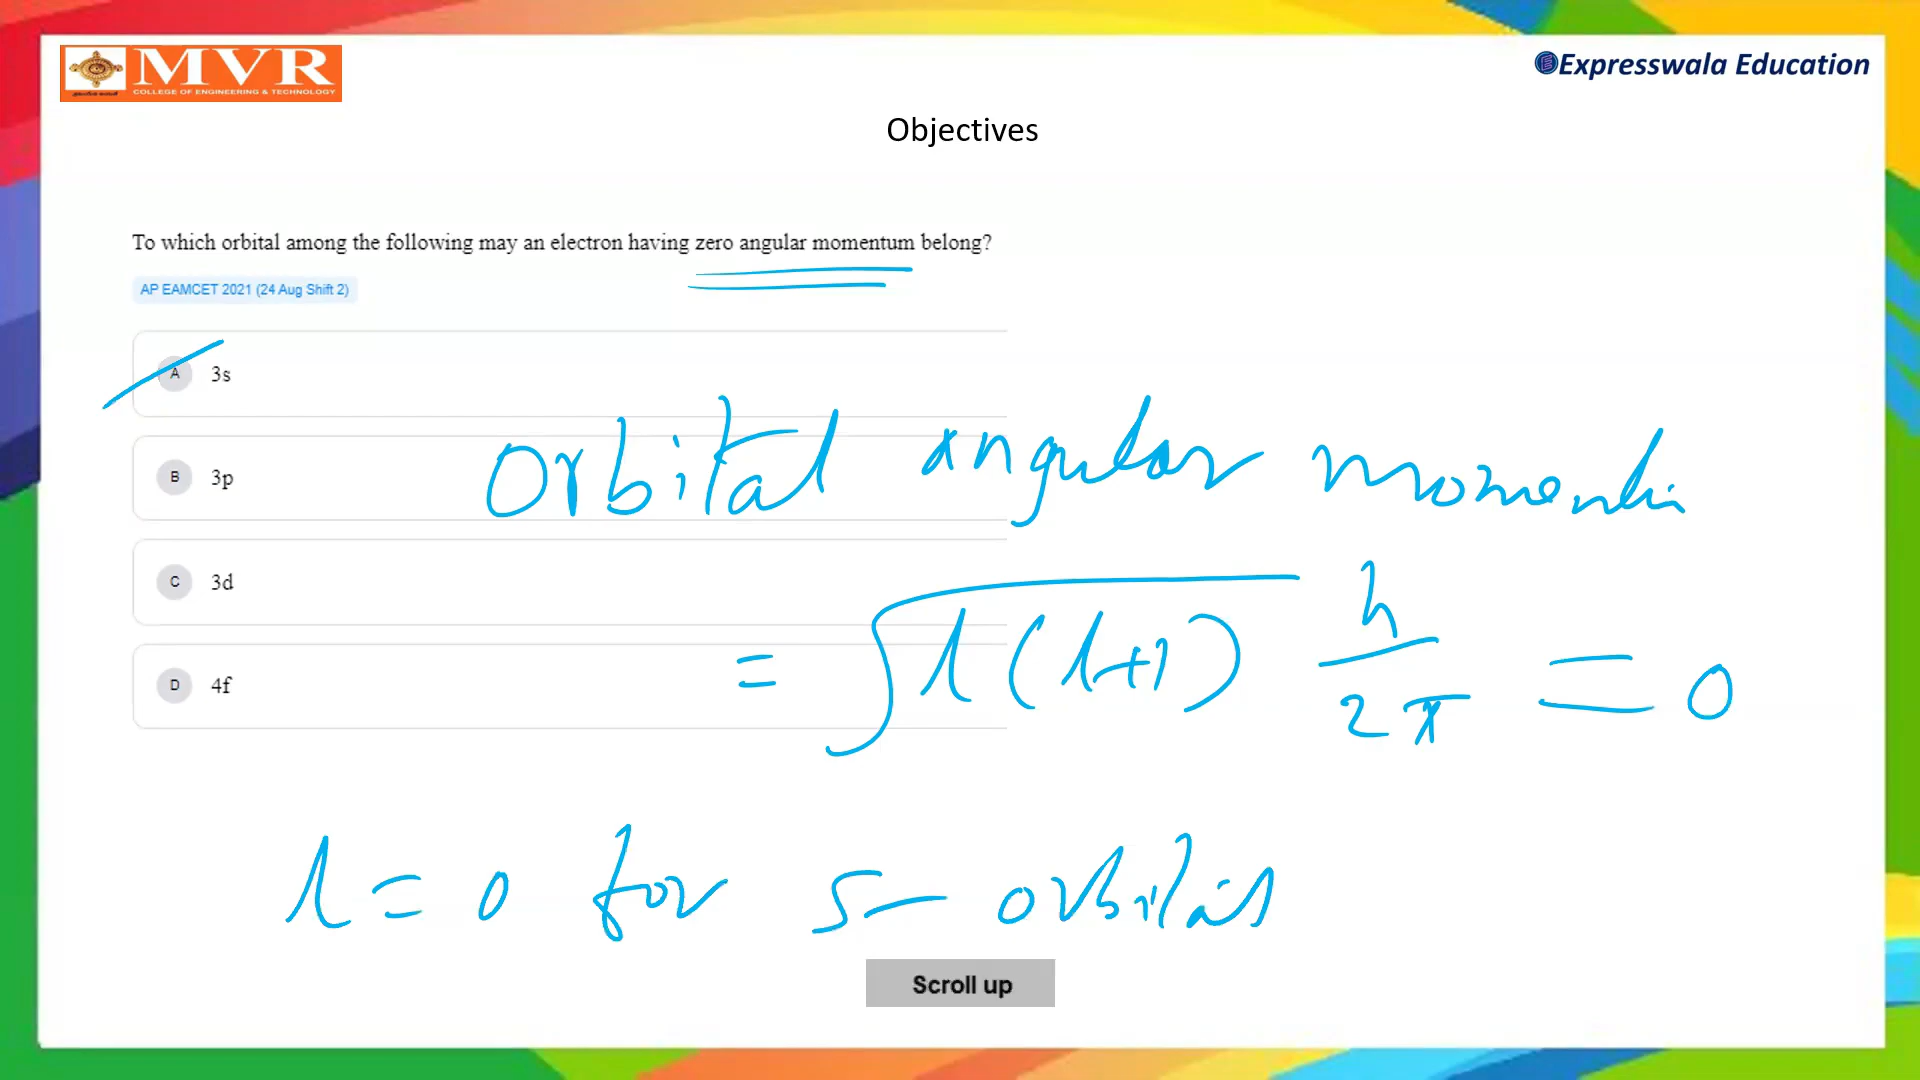 MVR
COLLEGE OF ENGINEERING & TECHNOLOGY
Expresswala Education
Objectives
To which orbital among the following may an electron having zero angular momentum belong?
AP EAMCET 2021 (24 Aug Shift 2)
A 3s
B 3p
C 3d
D 4f
Orbital angular momentu
= √l(l+1) h/2π = 0
l = 0 for s- orbital
Scroll up